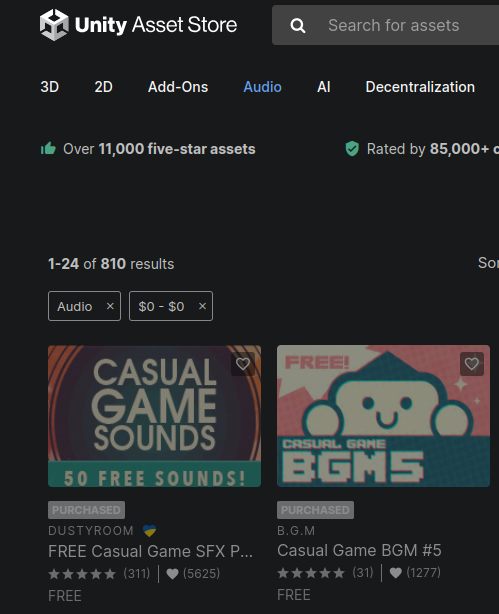 Unity Asset Store
Search for assets
3D 2D Add-Ons Audio AI Decentralization
Over 11,000 five-star assets Rated by 85,000+
1-24 of 810 results
Audio × $0 - $0 ×
CASUAL
GAME
SOUNDS
50 FREE SOUNDS!
PURCHASED
DUSTYROOM
FREE Casual Game SFX P...
(311) (5625)
FREE
FREE!
CASUAL GAME
BGM5
PURCHASED
B.G.M
Casual Game BGM #5
(31) (1277)
FREE